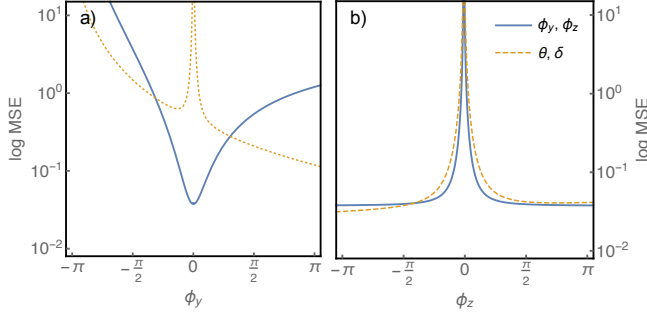 a)
log MSE
10¹
10⁰
10⁻¹
10⁻²
−π
−π/2
0
π/2
π
ϕy
b)
ϕy, ϕz
θ, δ
10¹
10⁰
10⁻¹
10⁻²
log MSE
−π
−π/2
0
π/2
π
ϕz